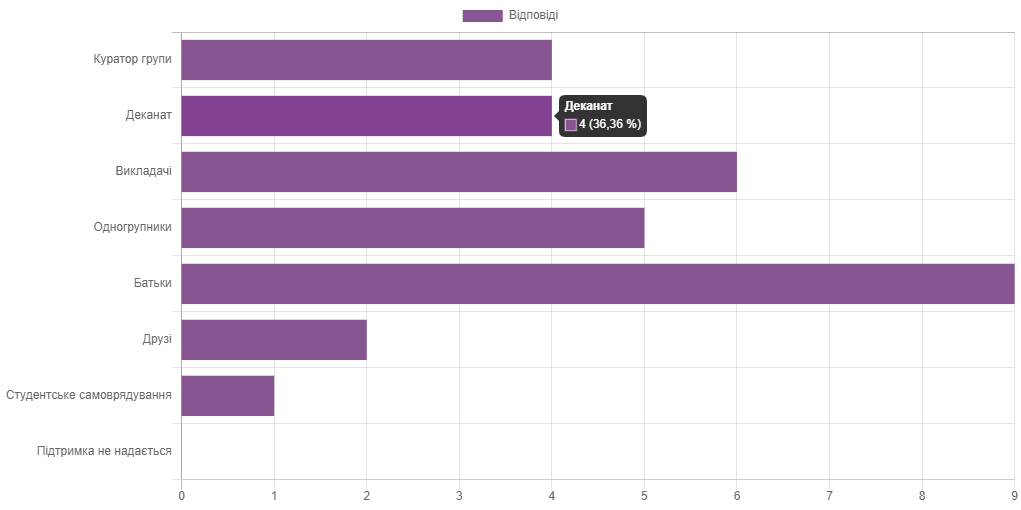 Відповіді
Куратор групи
Деканат
Деканат
4 (36,36 %)
Викладачі
Одногрупники
Батьки
Друзі
Студентське самоврядування
Підтримка не надається
0 1 2 3 4 5 6 7 8 9